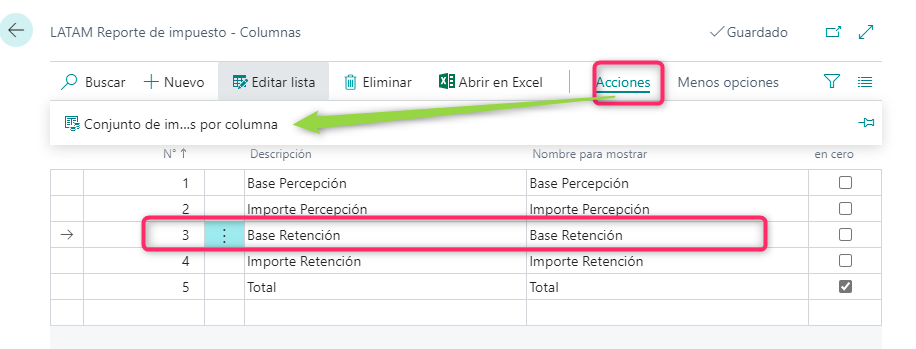 LATAM Reporte de impuesto - Columnas
Guardado
Buscar Nuevo Editar lista Eliminar Abrir en Excel Acciones Menos opciones
Conjunto de im...s por columna
N° ↑ Descripción Nombre para mostrar en cero
1 Base Percepción Base Percepción
2 Importe Percepción Importe Percepción
3 Base Retención Base Retención
4 Importe Retención Importe Retención
5 Total Total